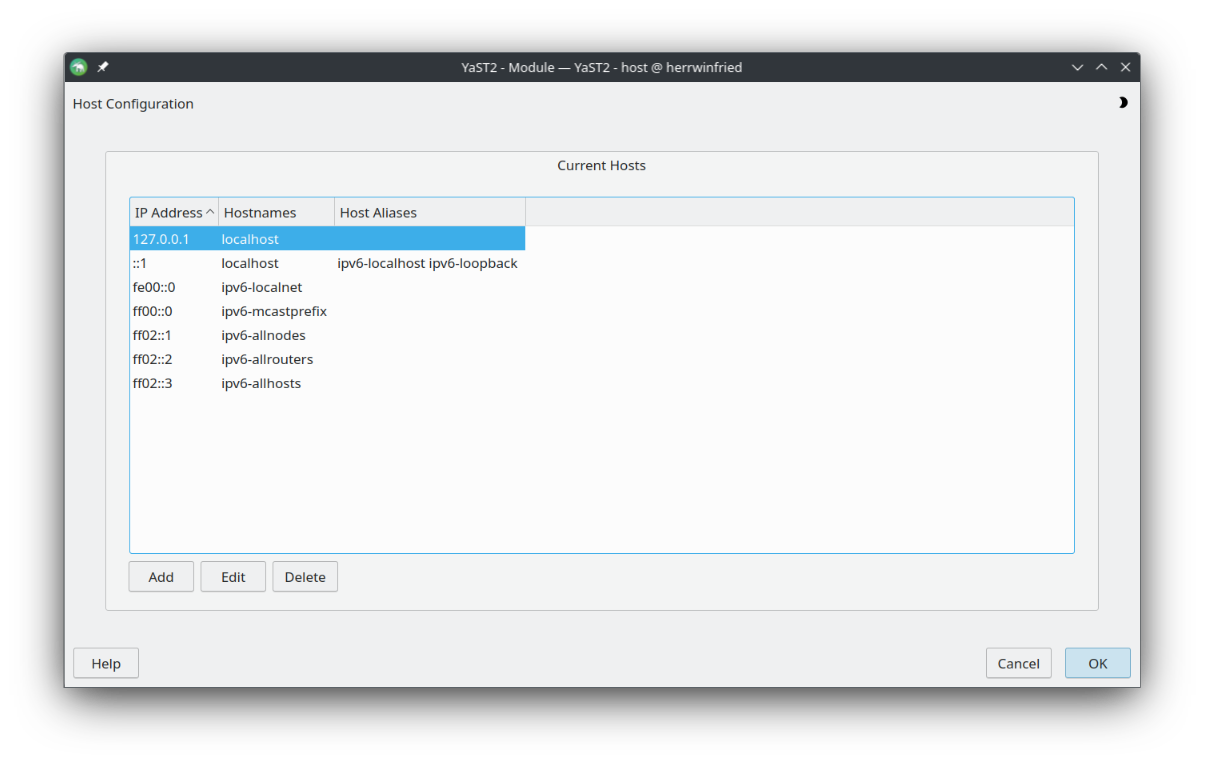 YaST2 - Module — YaST2 - host @ herrwinfried
Host Configuration
Current Hosts
IP Address Hostnames Host Aliases
127.0.0.1 localhost
::1 localhost ipv6-localhost ipv6-loopback
fe00::0 ipv6-localnet
ff00::0 ipv6-mcastprefix
ff02::1 ipv6-allnodes
ff02::2 ipv6-allrouters
ff02::3 ipv6-allhosts
Add Edit Delete
Help Cancel OK